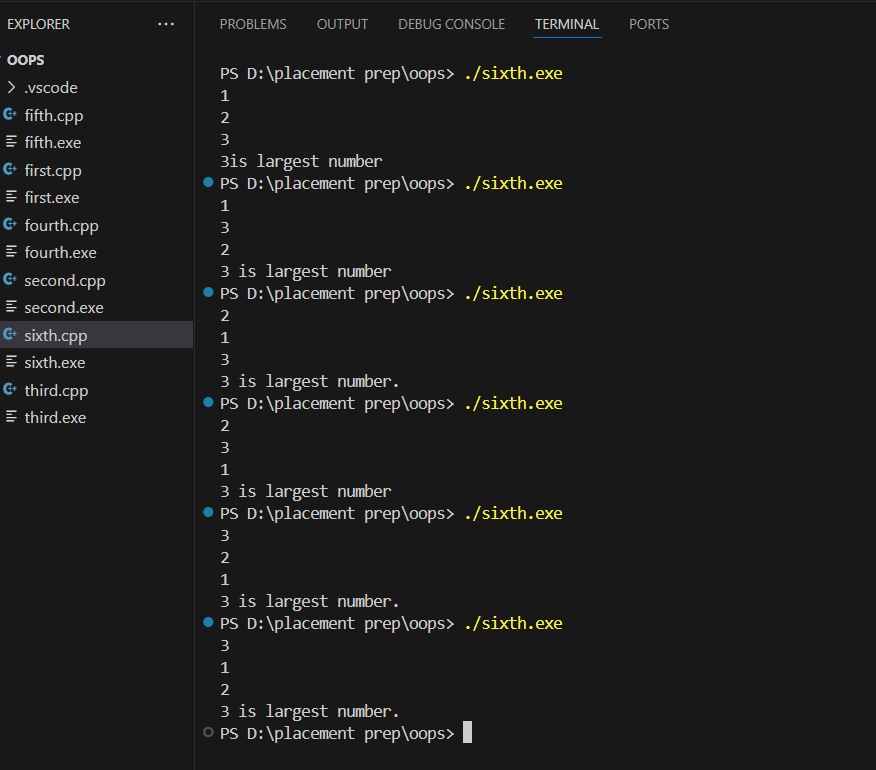 EXPLORER
OOPS
.vscode
fifth.cpp
fifth.exe
first.cpp
first.exe
fourth.cpp
fourth.exe
second.cpp
second.exe
sixth.cpp
sixth.exe
third.cpp
third.exe
PROBLEMS OUTPUT DEBUG CONSOLE TERMINAL PORTS
PS D:\placement prep\oops> ./sixth.exe
1
2
3
3is largest number
PS D:\placement prep\oops> ./sixth.exe
1
3
2
3 is largest number
PS D:\placement prep\oops> ./sixth.exe
2
1
3
3 is largest number.
PS D:\placement prep\oops> ./sixth.exe
2
3
1
3 is largest number
PS D:\placement prep\oops> ./sixth.exe
3
2
1
3 is largest number.
PS D:\placement prep\oops> ./sixth.exe
3
1
2
3 is largest number.
PS D:\placement prep\oops>